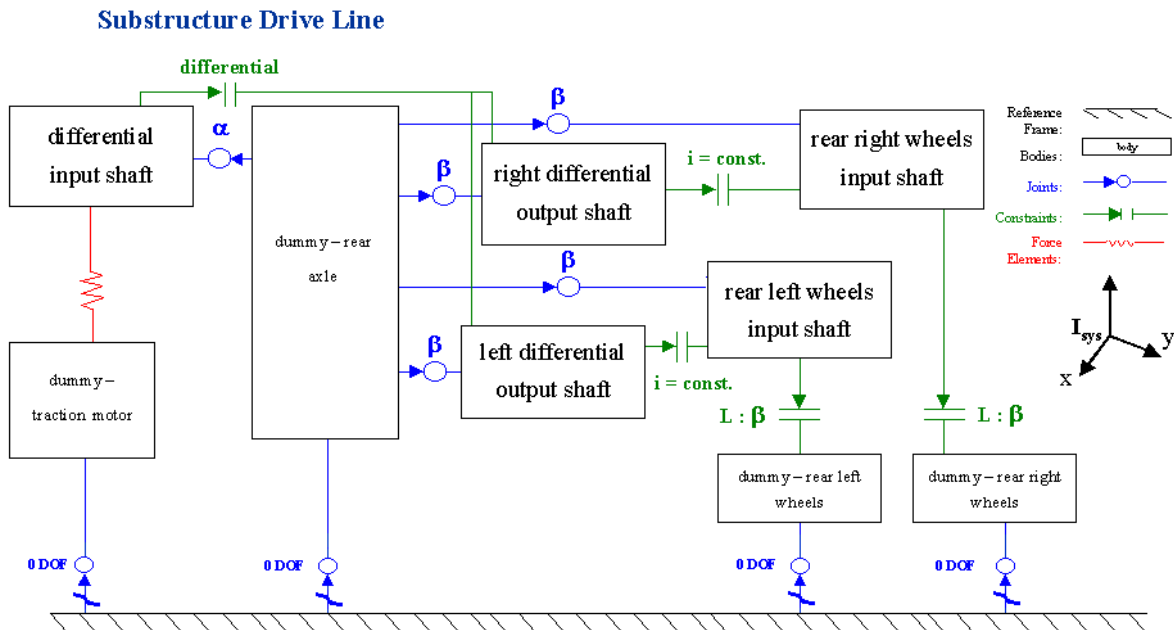 Substructure Drive Line
differential
differential
input shaft
α
β
β
β
β
dummy – rear
axle
right differential
output shaft
i = const.
rear right wheels
input shaft
rear left wheels
input shaft
left differential
output shaft
i = const.
dummy –
traction motor
L : β
L : β
dummy – rear left
wheels
dummy – rear right
wheels
0 DOF
0 DOF
0 DOF
0 DOF
Reference
Frame:
Bodies:
body
Joints:
Constraints:
Force
Elements:
I sys
y
x